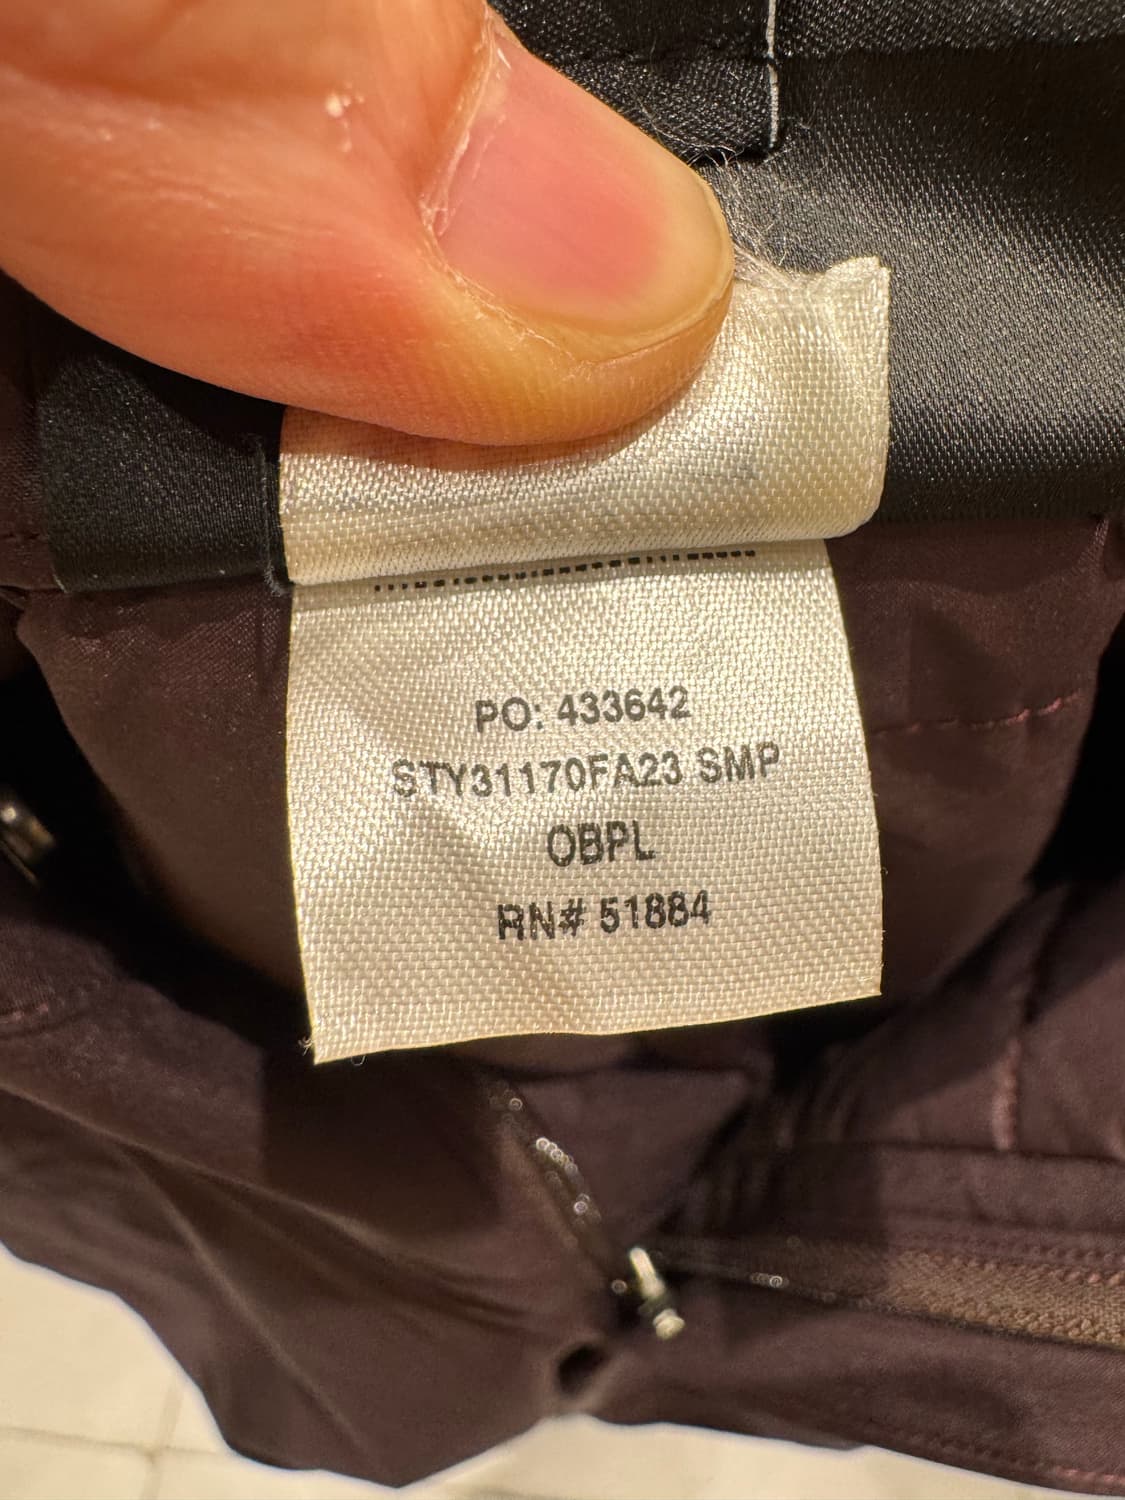 PO: 433642
STY31170FA23 SMP
OBPL
RN# 51884